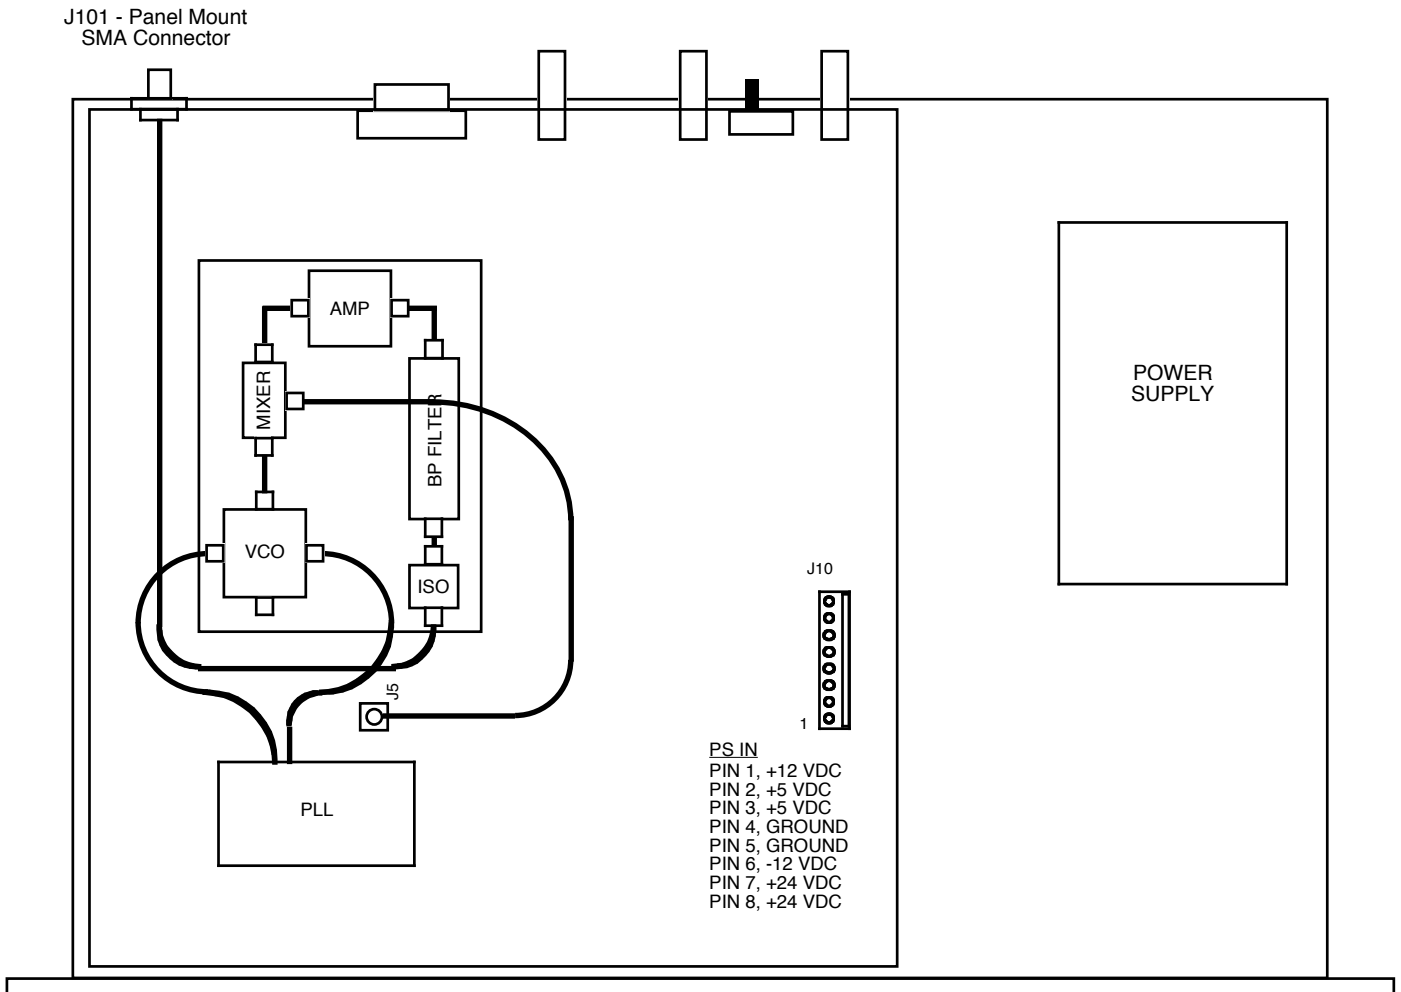 J101 - Panel Mount
SMA Connector
AMP
MIXER
BP FILTER
POWER
SUPPLY
VCO
ISO
J10
J5
1
PLL
PS IN
PIN 1, +12 VDC
PIN 2, +5 VDC
PIN 3, +5 VDC
PIN 4, GROUND
PIN 5, GROUND
PIN 6, -12 VDC
PIN 7, +24 VDC
PIN 8, +24 VDC